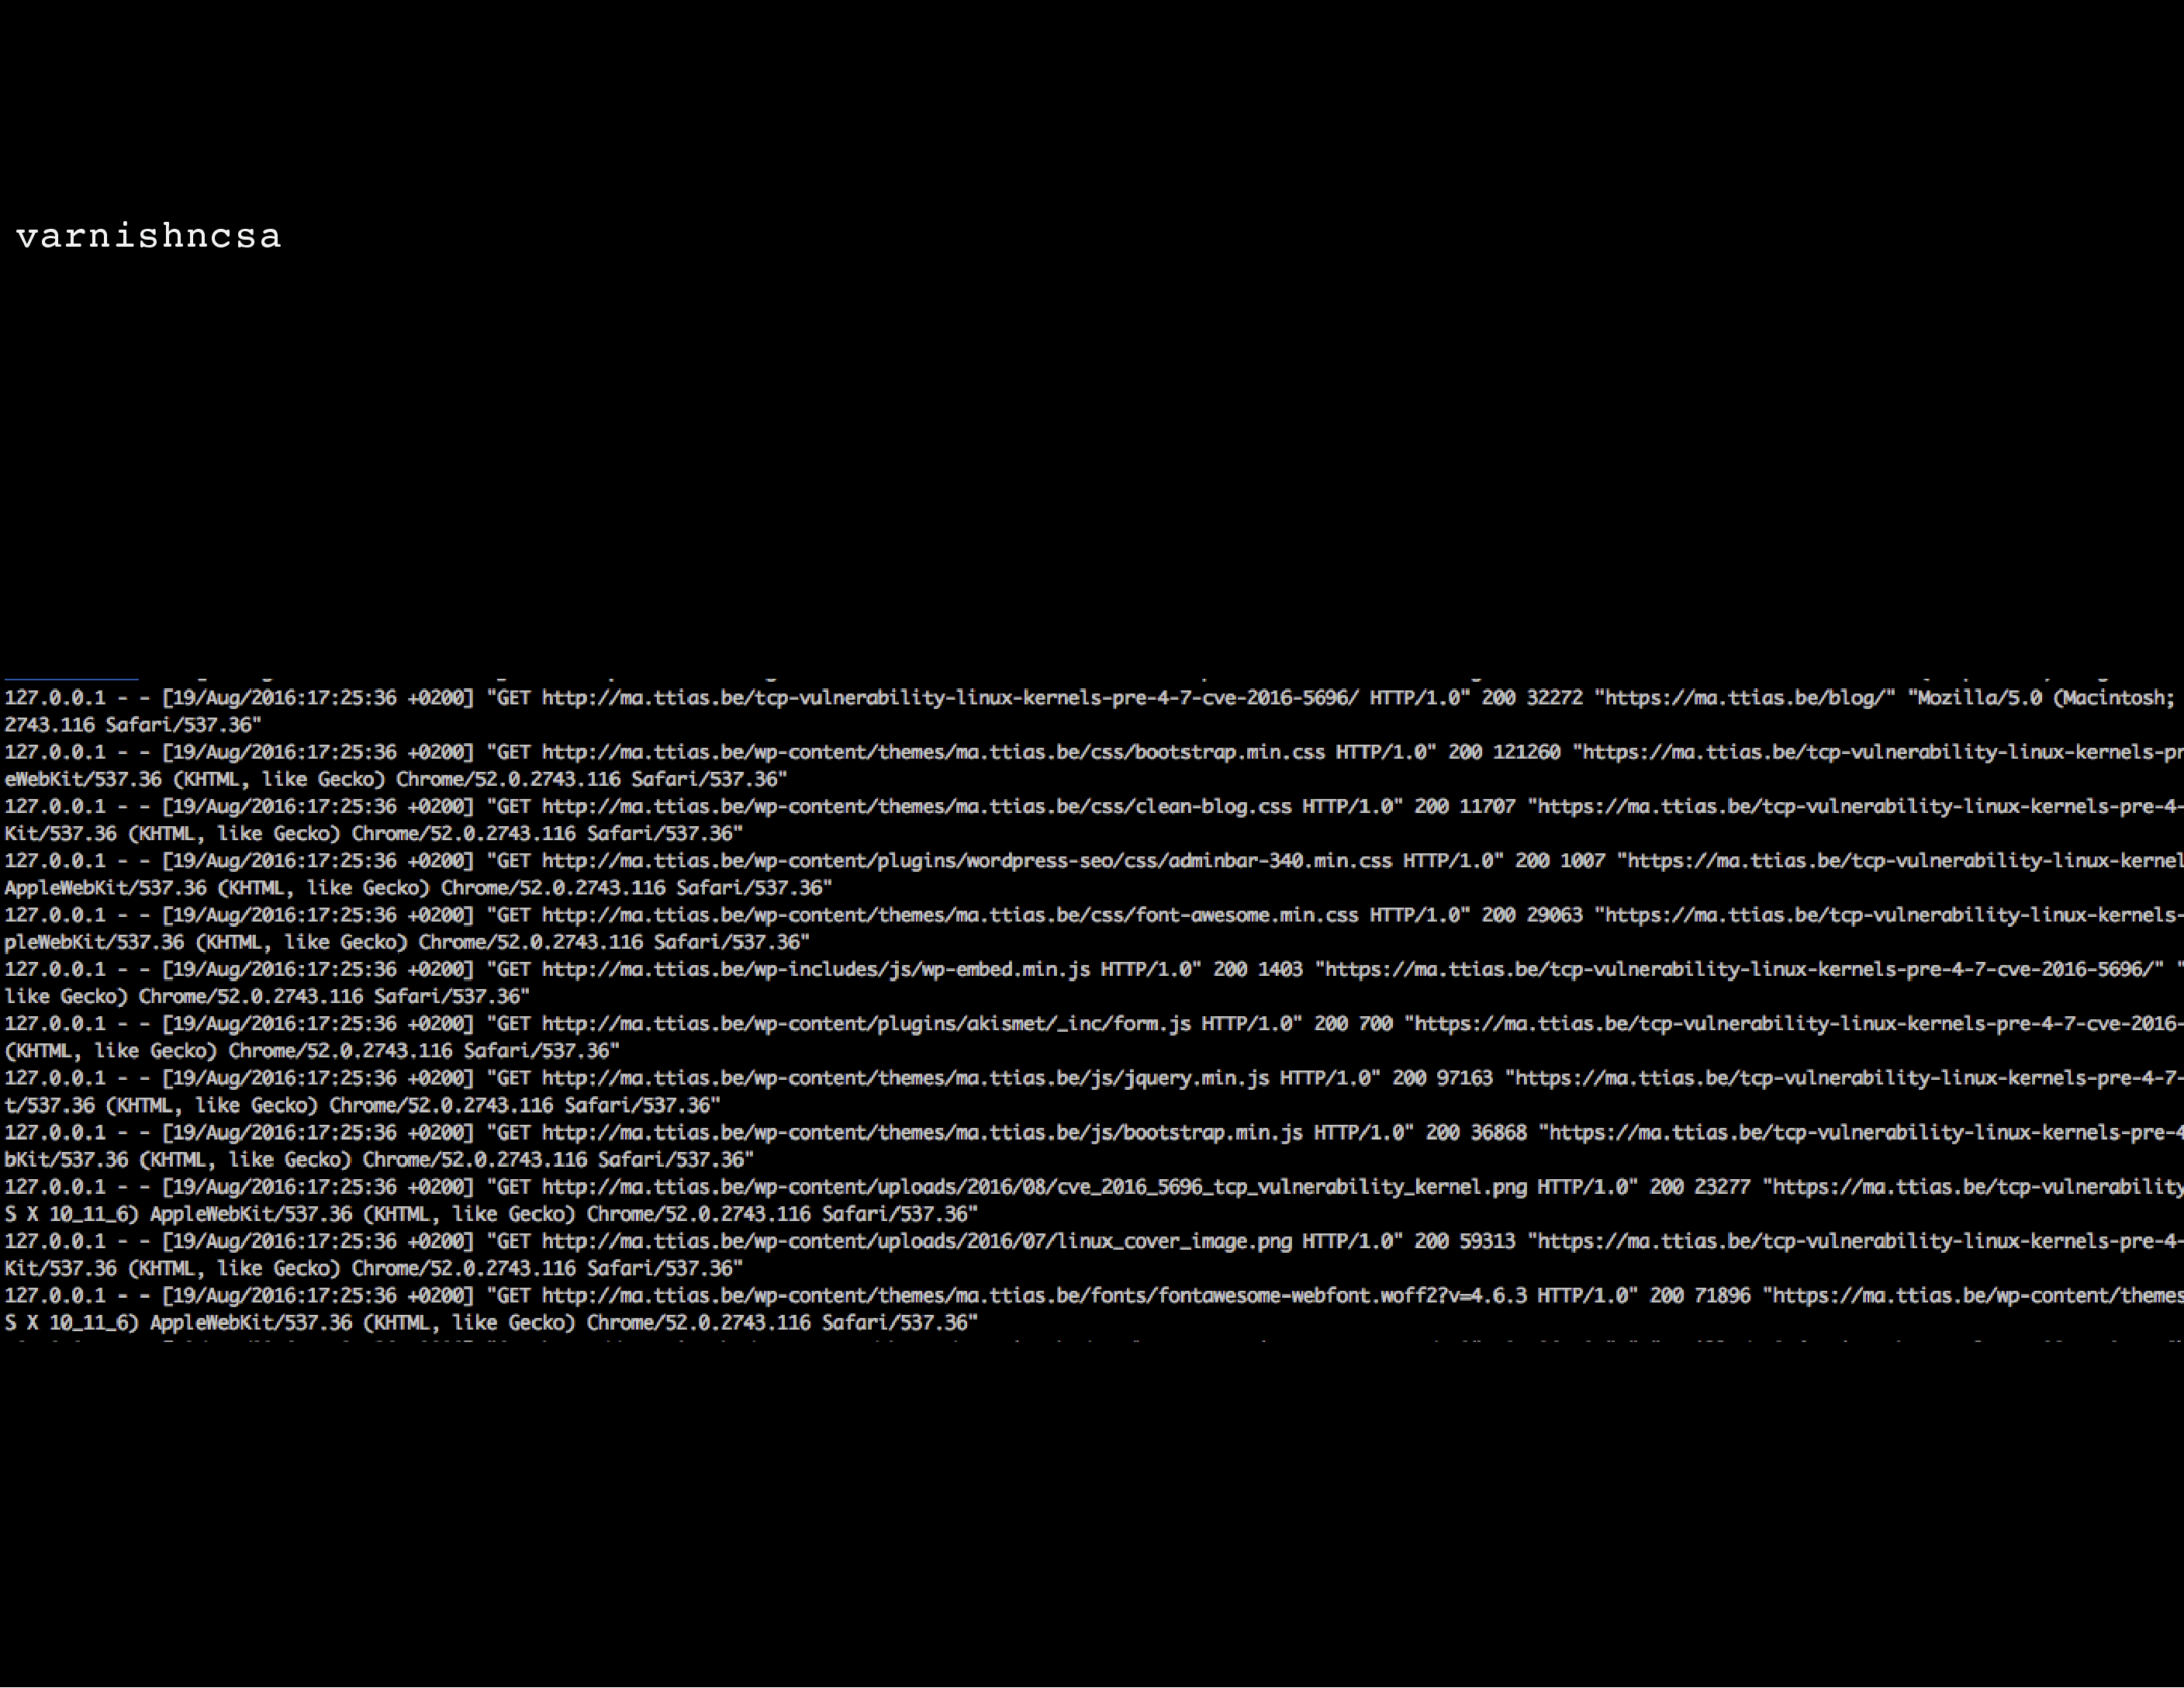 varnishncsa
127.0.0.1 - - [19/Aug/2016:17:25:36 +0200] "GET http://ma.ttias.be/tcp-vulnerability-linux-kernels-pre-4-7-cve-2016-5696/ HTTP/1.0" 200 32272 "https://ma.ttias.be/blog/" "Mozilla/5.0 (Macintosh;
2743.116 Safari/537.36"
127.0.0.1 - - [19/Aug/2016:17:25:36 +0200] "GET http://ma.ttias.be/wp-content/themes/ma.ttias.be/css/bootstrap.min.css HTTP/1.0" 200 121260 "https://ma.ttias.be/tcp-vulnerability-linux-kernels-pr
eWebKit/537.36 (KHTML, like Gecko) Chrome/52.0.2743.116 Safari/537.36"
127.0.0.1 - - [19/Aug/2016:17:25:36 +0200] "GET http://ma.ttias.be/wp-content/themes/ma.ttias.be/css/clean-blog.css HTTP/1.0" 200 11707 "https://ma.ttias.be/tcp-vulnerability-linux-kernels-pre-4-
Kit/537.36 (KHTML, like Gecko) Chrome/52.0.2743.116 Safari/537.36"
127.0.0.1 - - [19/Aug/2016:17:25:36 +0200] "GET http://ma.ttias.be/wp-content/plugins/wordpress-seo/css/adminbar-340.min.css HTTP/1.0" 200 1007 "https://ma.ttias.be/tcp-vulnerability-linux-kernel
AppleWebKit/537.36 (KHTML, like Gecko) Chrome/52.0.2743.116 Safari/537.36"
127.0.0.1 - - [19/Aug/2016:17:25:36 +0200] "GET http://ma.ttias.be/wp-content/themes/ma.ttias.be/css/font-awesome.min.css HTTP/1.0" 200 29063 "https://ma.ttias.be/tcp-vulnerability-linux-kernels-
pleWebKit/537.36 (KHTML, like Gecko) Chrome/52.0.2743.116 Safari/537.36"
127.0.0.1 - - [19/Aug/2016:17:25:36 +0200] "GET http://ma.ttias.be/wp-includes/js/wp-embed.min.js HTTP/1.0" 200 1403 "https://ma.ttias.be/tcp-vulnerability-linux-kernels-pre-4-7-cve-2016-5696/" "
like Gecko) Chrome/52.0.2743.116 Safari/537.36"
127.0.0.1 - - [19/Aug/2016:17:25:36 +0200] "GET http://ma.ttias.be/wp-content/plugins/akismet/_inc/form.js HTTP/1.0" 200 700 "https://ma.ttias.be/tcp-vulnerability-linux-kernels-pre-4-7-cve-2016-
(KHTML, like Gecko) Chrome/52.0.2743.116 Safari/537.36"
127.0.0.1 - - [19/Aug/2016:17:25:36 +0200] "GET http://ma.ttias.be/wp-content/themes/ma.ttias.be/js/jquery.min.js HTTP/1.0" 200 97163 "https://ma.ttias.be/tcp-vulnerability-linux-kernels-pre-4-7-
t/537.36 (KHTML, like Gecko) Chrome/52.0.2743.116 Safari/537.36"
127.0.0.1 - - [19/Aug/2016:17:25:36 +0200] "GET http://ma.ttias.be/wp-content/themes/ma.ttias.be/js/bootstrap.min.js HTTP/1.0" 200 36868 "https://ma.ttias.be/tcp-vulnerability-linux-kernels-pre-4
bKit/537.36 (KHTML, like Gecko) Chrome/52.0.2743.116 Safari/537.36"
127.0.0.1 - - [19/Aug/2016:17:25:36 +0200] "GET http://ma.ttias.be/wp-content/uploads/2016/08/cve_2016_5696_tcp_vulnerability_kernel.png HTTP/1.0" 200 23277 "https://ma.ttias.be/tcp-vulnerability
S X 10_11_6) AppleWebKit/537.36 (KHTML, like Gecko) Chrome/52.0.2743.116 Safari/537.36"
127.0.0.1 - - [19/Aug/2016:17:25:36 +0200] "GET http://ma.ttias.be/wp-content/uploads/2016/07/linux_cover_image.png HTTP/1.0" 200 59313 "https://ma.ttias.be/tcp-vulnerability-linux-kernels-pre-4-
Kit/537.36 (KHTML, like Gecko) Chrome/52.0.2743.116 Safari/537.36"
127.0.0.1 - - [19/Aug/2016:17:25:36 +0200] "GET http://ma.ttias.be/wp-content/themes/ma.ttias.be/fonts/fontawesome-webfont.woff2?v=4.6.3 HTTP/1.0" 200 71896 "https://ma.ttias.be/wp-content/themes
S X 10_11_6) AppleWebKit/537.36 (KHTML, like Gecko) Chrome/52.0.2743.116 Safari/537.36"